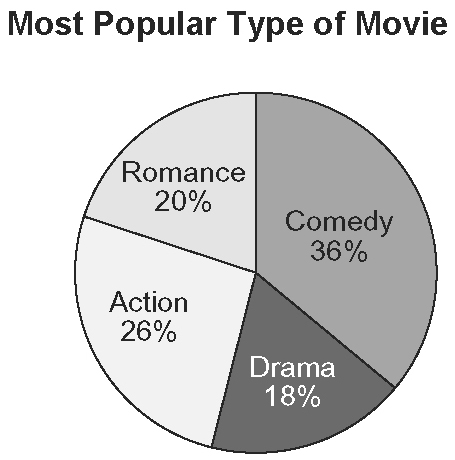 Most Popular Type of Movie
Romance
20%
Comedy
36%
Action
26%
Drama
18%